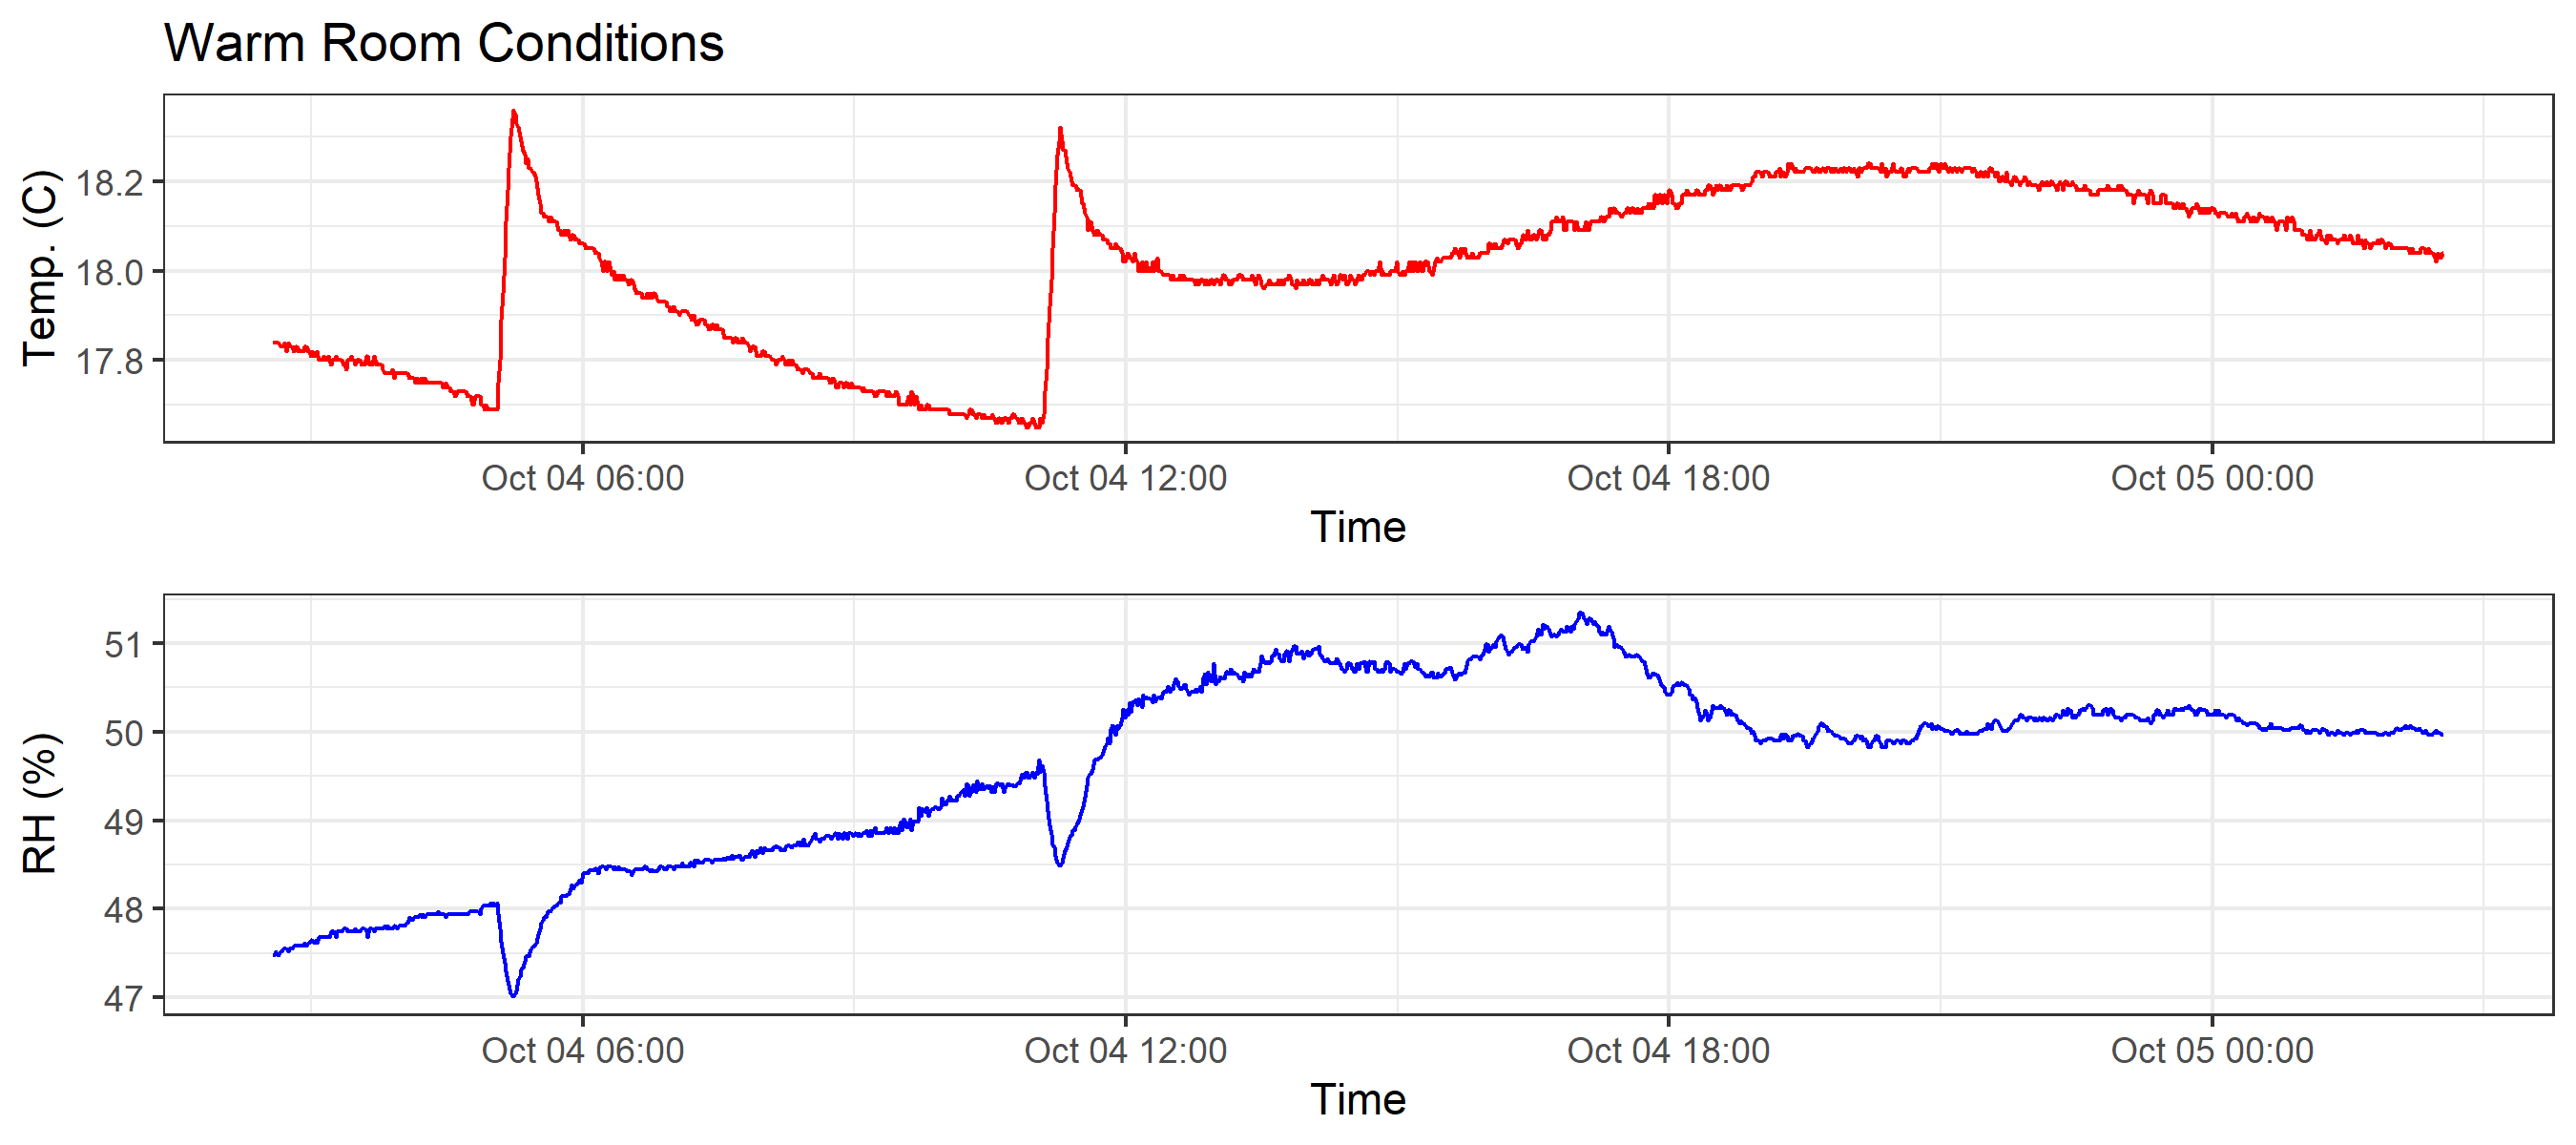 Warm Room Conditions
Temp. (C)
18.2
18.0
17.8
Oct 04 06:00 Oct 04 12:00 Oct 04 18:00 Oct 05 00:00
Time
RH (%)
51
50
49
48
47
Oct 04 06:00 Oct 04 12:00 Oct 04 18:00 Oct 05 00:00
Time